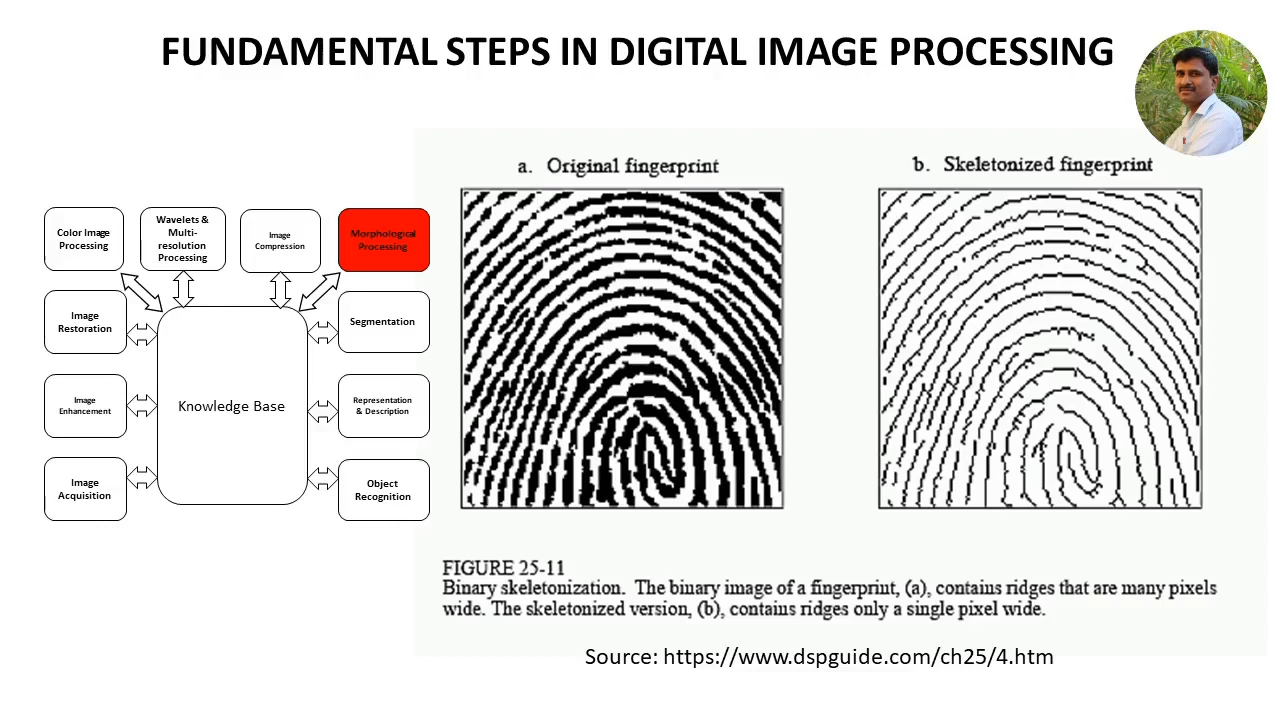 FUNDAMENTAL STEPS IN DIGITAL IMAGE PROCESSING
a. Original fingerprint
b. Skeletonized fingerprint
Color Image
Processing
Wavelets &
Multi-
resolution
Processing
Image
Compression
Morphological
Processing
Image
Restoration
Segmentation
Image
Enhancement
Knowledge Base
Representation
& Description
Image
Acquisition
Object
Recognition
FIGURE 25-11
Binary skeletonization. The binary image of a fingerprint, (a), contains ridges that are many pixels
wide. The skeletonized version, (b), contains ridges only a single pixel wide.
Source: https://www.dspguide.com/ch25/4.htm